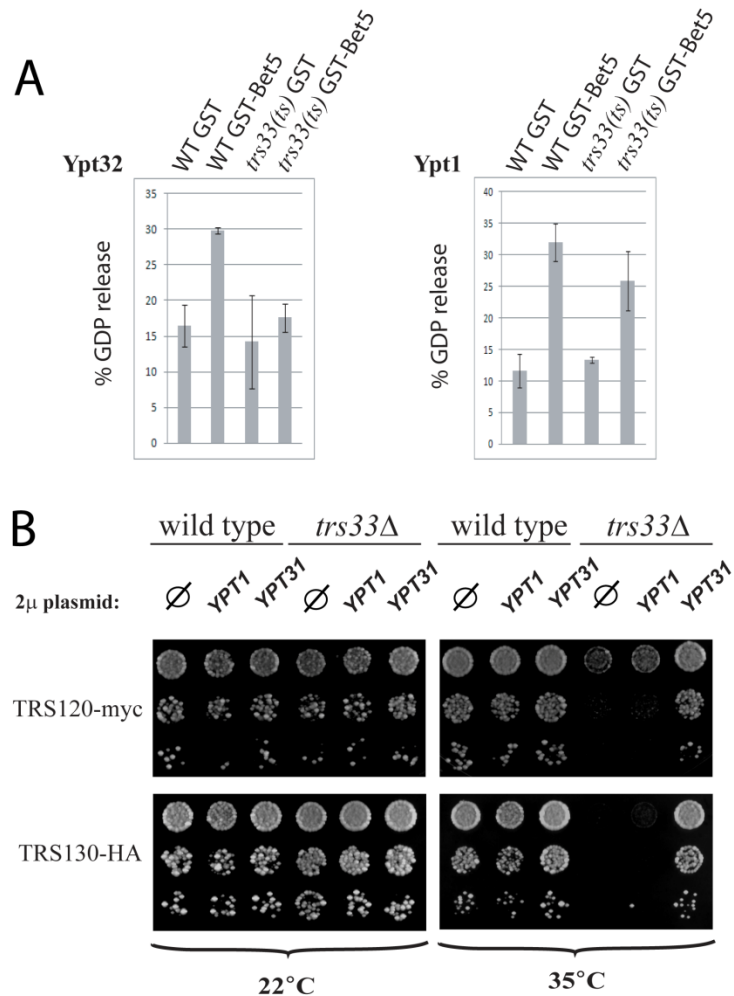 A
WT GST
WT GST-Bet5
trs33(ts) GST
trs33(ts) GST-Bet5
Ypt32
% GDP release
35
30
25
20
15
10
5
0
WT GST
WT GST-Bet5
trs33(ts) GST
trs33(ts) GST-Bet5
Ypt1
% GDP release
40
35
30
25
20
15
10
5
0
B
wild type trs33Δ wild type trs33Δ
2μ plasmid: ∅ YPT1 YPT31 ∅ YPT1 YPT31 ∅ YPT1 YPT31 ∅ YPT1 YPT31
TRS120-myc
TRS130-HA
22°C 35°C